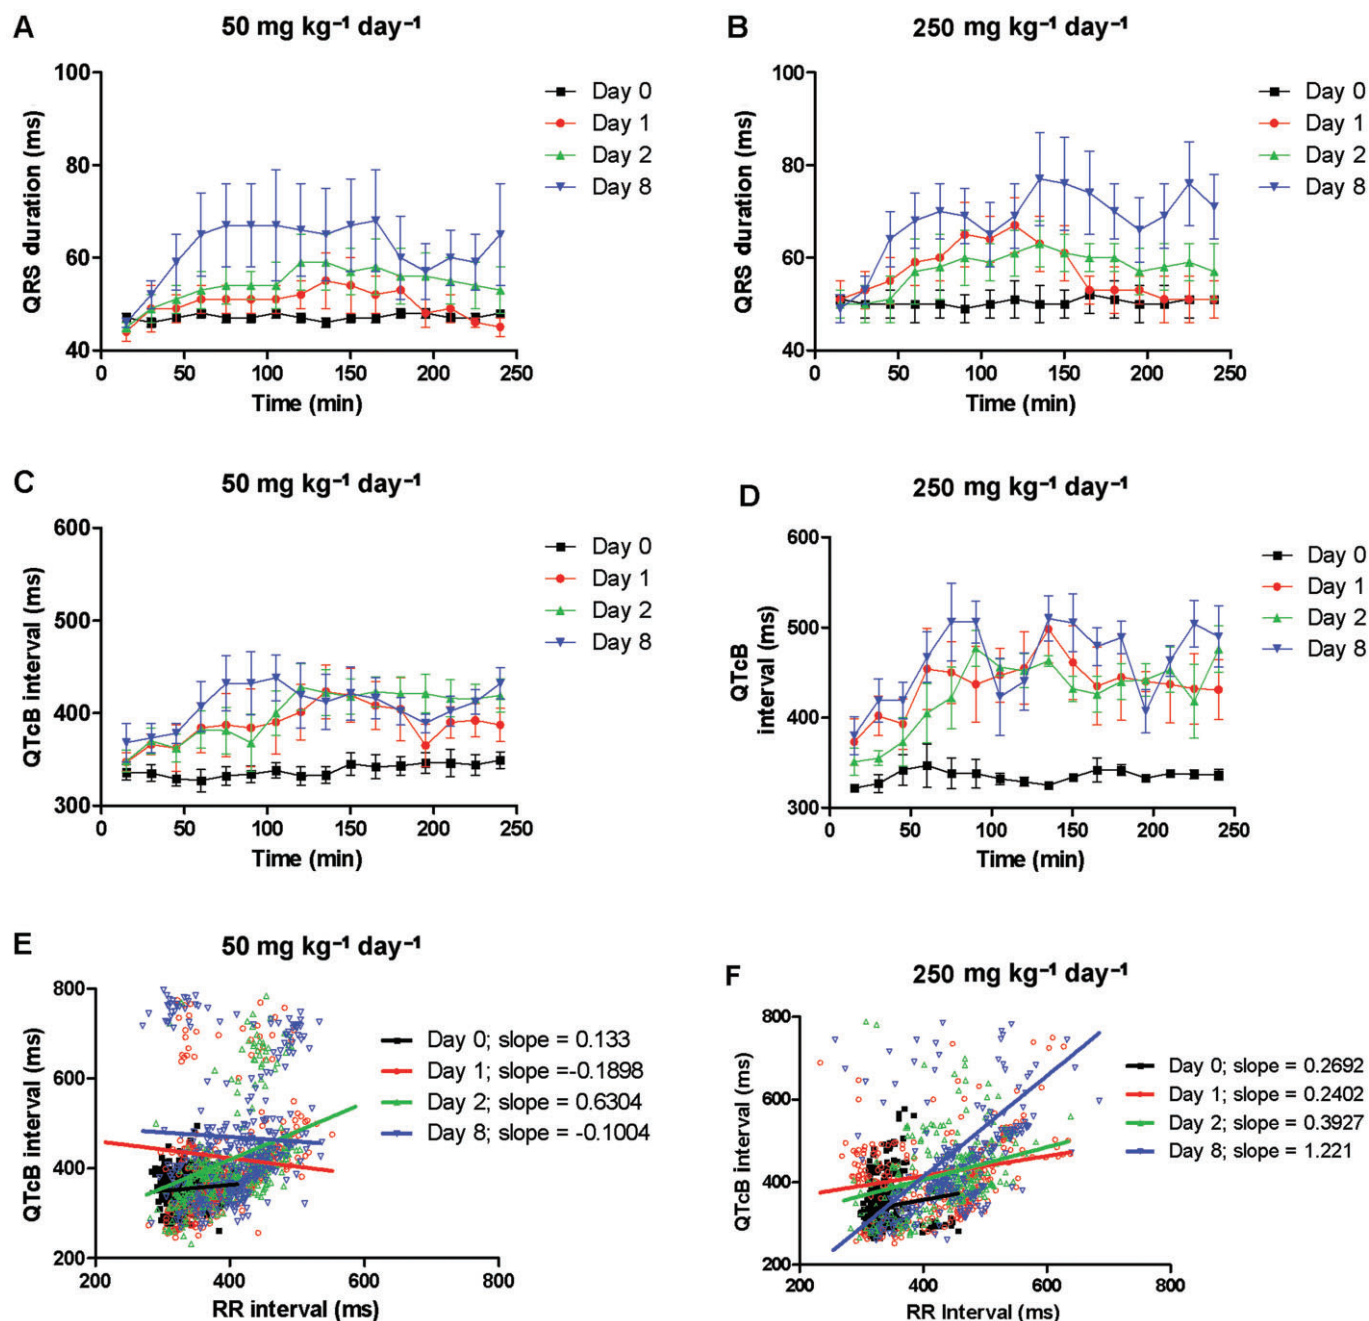 A
50 mg kg⁻¹ day⁻¹
100
80
60
40
QRS duration (ms)
0
50
100
150
200
250
Time (min)
Day 0
Day 1
Day 2
Day 8
B
250 mg kg⁻¹ day⁻¹
100
80
60
40
QRS duration (ms)
0
50
100
150
200
250
Time (min)
Day 0
Day 1
Day 2
Day 8
C
50 mg kg⁻¹ day⁻¹
600
500
400
300
QTcB interval (ms)
0
50
100
150
200
250
Time (min)
Day 0
Day 1
Day 2
Day 8
D
250 mg kg⁻¹ day⁻¹
600
500
400
300
QTcB
interval (ms)
0
50
100
150
200
250
Time (min)
Day 0
Day 1
Day 2
Day 8
E
50 mg kg⁻¹ day⁻¹
800
600
400
200
QTcB interval (ms)
200
400
600
800
RR interval (ms)
Day 0; slope = 0.133
Day 1; slope =-0.1898
Day 2; slope = 0.6304
Day 8; slope = -0.1004
F
250 mg kg⁻¹ day⁻¹
800
600
400
200
QTcB interval (ms)
200
400
600
800
RR Interval (ms)
Day 0; slope = 0.2692
Day 1; slope = 0.2402
Day 2; slope = 0.3927
Day 8; slope = 1.221